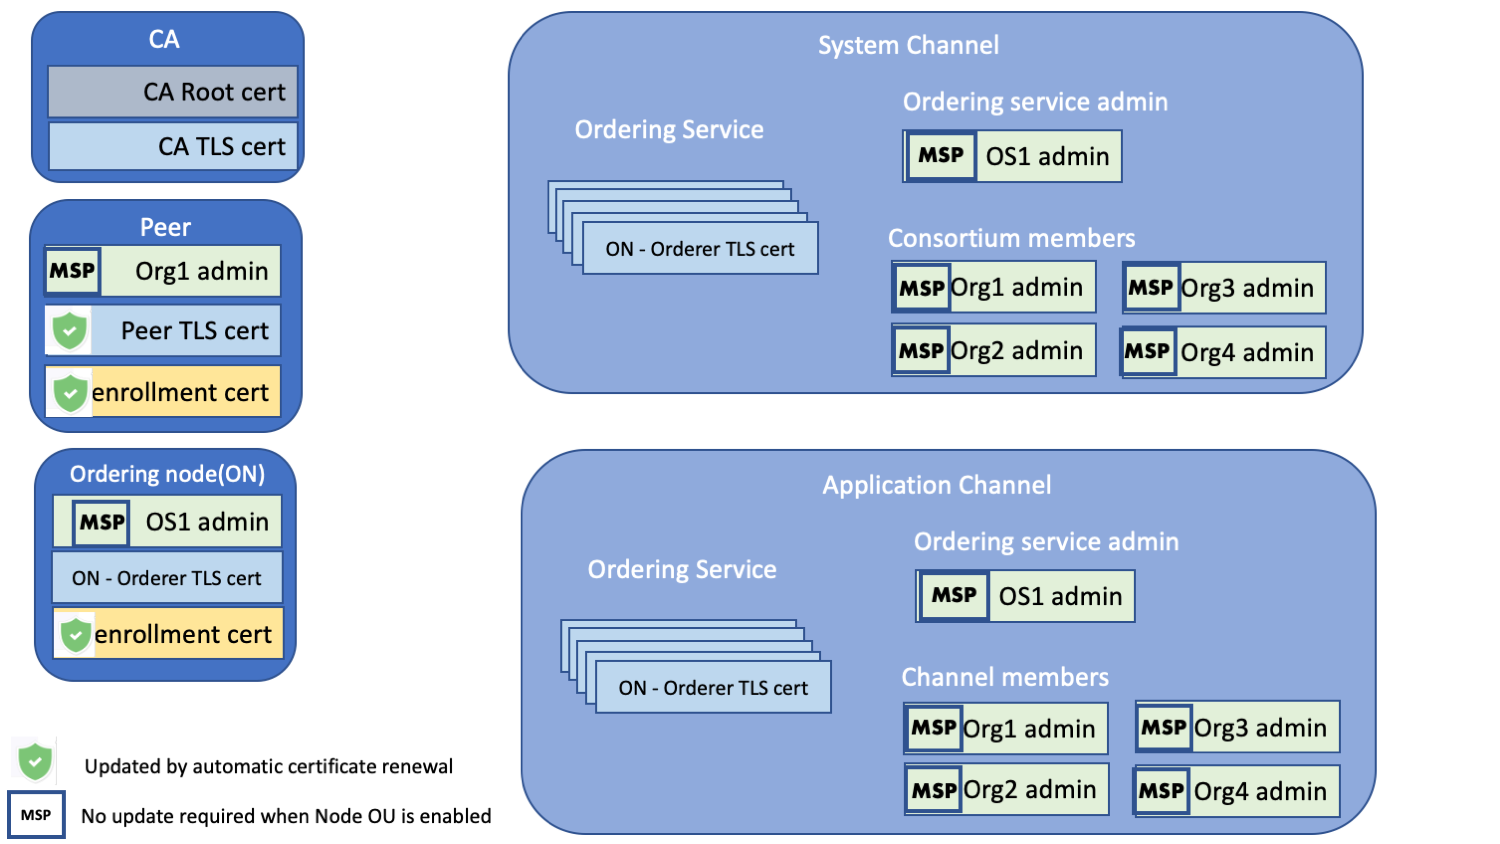 CA
CA Root cert
CA TLS cert
Peer
MSP Org1 admin
Peer TLS cert
enrollment cert
Ordering node(ON)
MSP OS1 admin
ON - Orderer TLS cert
enrollment cert
Updated by automatic certificate renewal
MSP No update required when Node OU is enabled
System Channel
Ordering Service
ON - Orderer TLS cert
Ordering service admin
MSP OS1 admin
Consortium members
MSP Org1 admin
MSP Org3 admin
MSP Org2 admin
MSP Org4 admin
Application Channel
Ordering Service
ON - Orderer TLS cert
Ordering service admin
MSP OS1 admin
Channel members
MSP Org1 admin
MSP Org3 admin
MSP Org2 admin
MSP Org4 admin